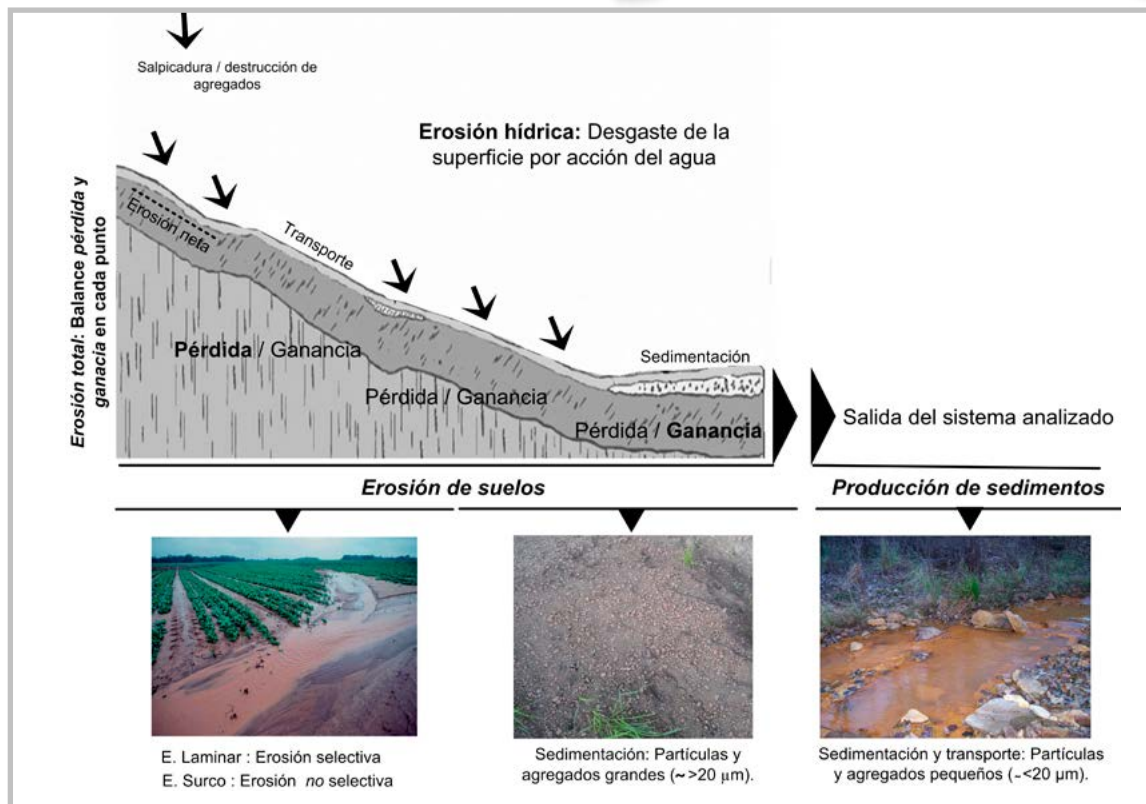 Salpicadura / destrucción de
agregados
Erosión hídrica: Desgaste de la
superficie por acción del agua
Erosión total: Balance pérdida y
ganacia en cada punto
Erosión neta
Transporte
Pérdida / Ganancia
Pérdida / Ganancia
Sedimentación
Pérdida / Ganancia
Salida del sistema analizado
Erosión de suelos
Producción de sedimentos
E. Laminar : Erosión selectiva
E. Surco : Erosión no selectiva
Sedimentación: Partículas y
agregados grandes (~>20 µm).
Sedimentación y transporte: Partículas
y agregados pequeños (~<20 µm).